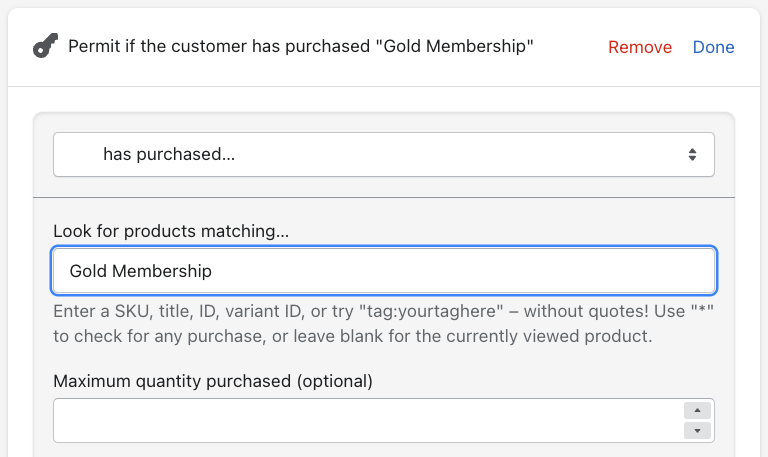 Permit if the customer has purchased "Gold Membership"
Remove
Done
has purchased...
Look for products matching...
Gold Membership
Enter a SKU, title, ID, variant ID, or try "tag:yourtaghere" – without quotes! Use "*"
to check for any purchase, or leave blank for the currently viewed product.
Maximum quantity purchased (optional)